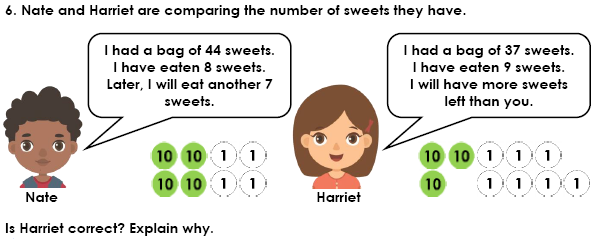 6. Nate and Harriet are comparing the number of sweets they have.
I had a bag of 44 sweets.
I have eaten 8 sweets.
Later, I will eat another 7
sweets.
I had a bag of 37 sweets.
I have eaten 9 sweets.
I will have more sweets
left than you.
10 10 1 1
10 10 1 1
10 10 1 1 1
10 1 1 1 1
Nate
Harriet
Is Harriet correct? Explain why.